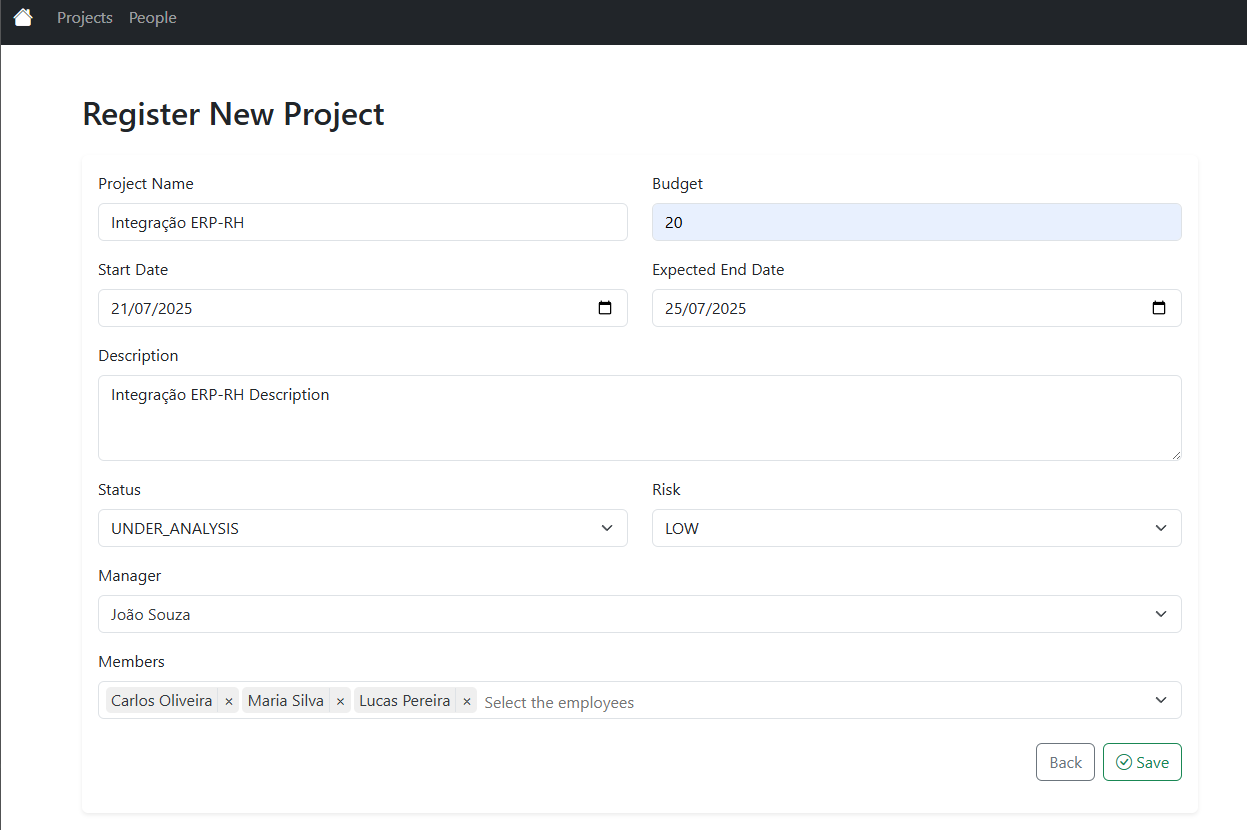 Projects People
Register New Project
Project Name Budget
Integração ERP-RH 20
Start Date Expected End Date
21/07/2025 25/07/2025
Description
Integração ERP-RH Description
Status Risk
UNDER_ANALYSIS LOW
Manager
João Souza
Members
Carlos Oliveira × Maria Silva × Lucas Pereira × Select the employees
Back Save